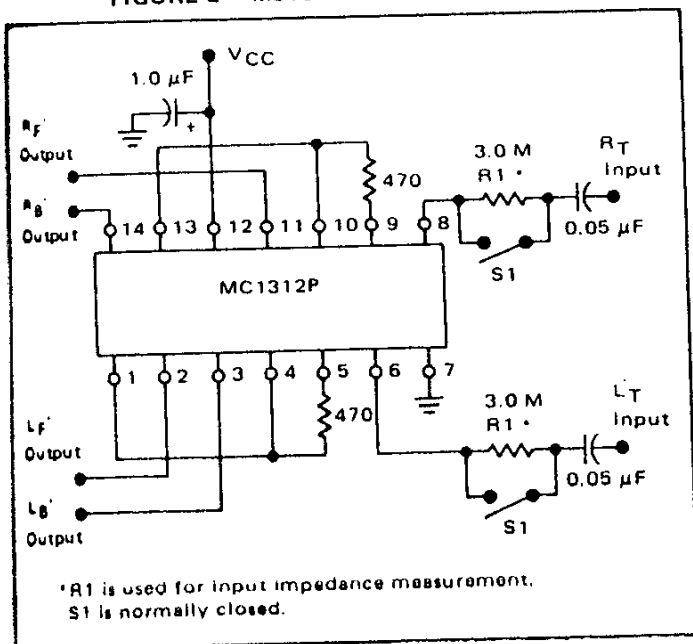 VCC
1.0 µF
+
RF'
Output
RB'
Output
470
3.0 M
R1 *
RT
Input
0.05 µF
S1
14 13 12 11 10 9 8
MC1312P
1 2 3 4 5 6 7
470
3.0 M
R1 *
LT
Input
0.05 µF
S1
LF'
Output
LB'
Output
*R1 is used for input impedance measurement.
S1 is normally closed.